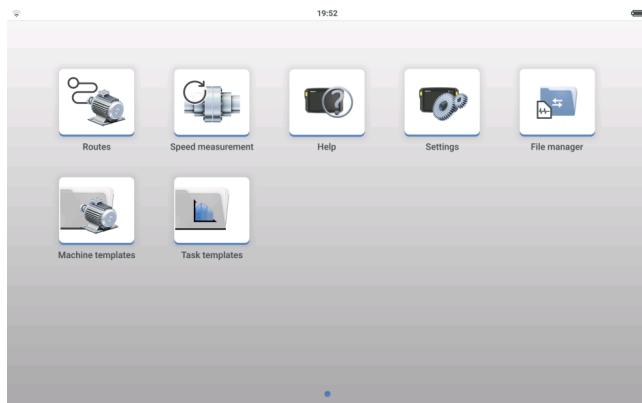 19:52
Routes
Speed measurement
Help
Settings
File manager
Machine templates
Task templates